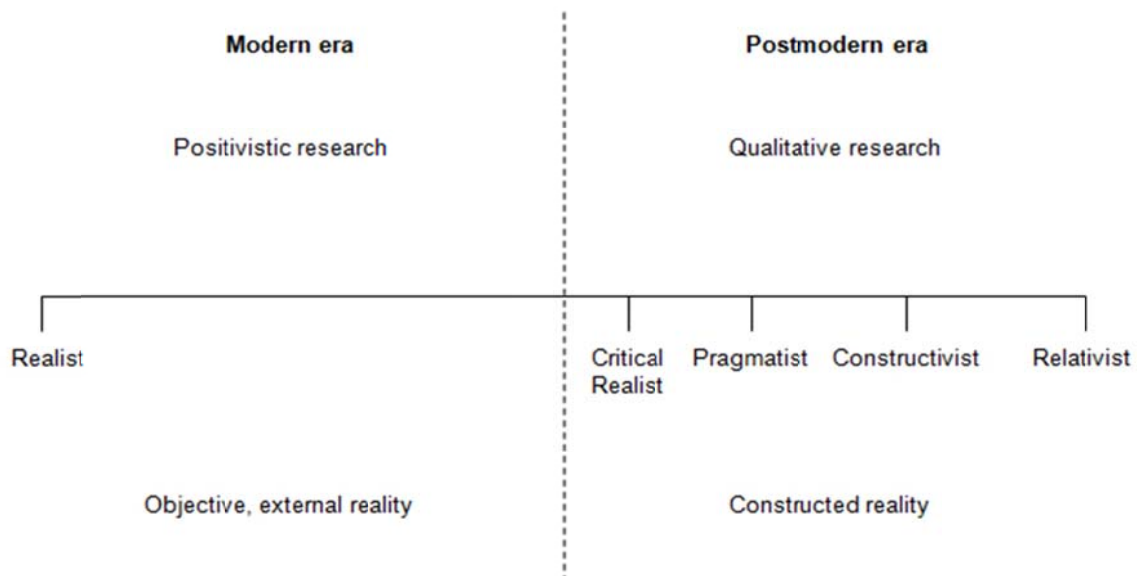 Modern era
Postmodern era
Positivistic research
Qualitative research
Realist
Critical
Realist
Pragmatist
Constructivist
Relativist
Objective, external reality
Constructed reality